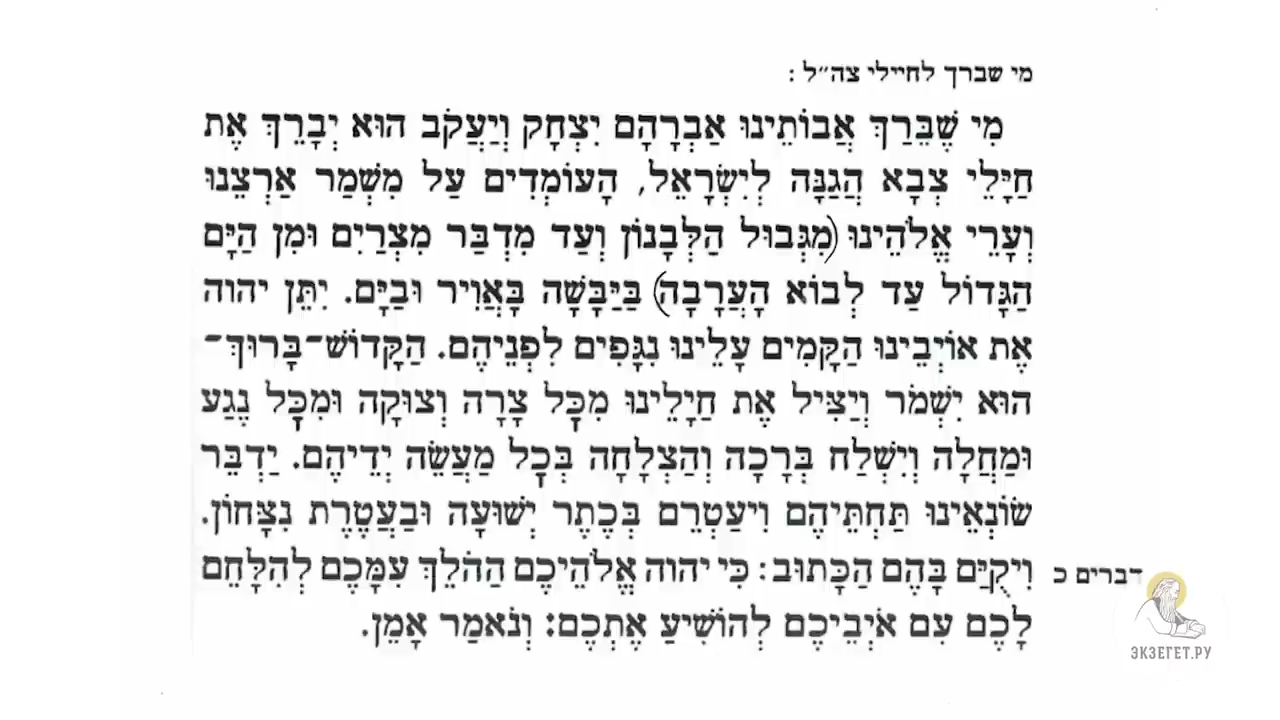 מי שברך לחיילי צה״ל :
מִי שֶׁבֵּרַךְ אֲבוֹתֵינוּ אַבְרָהָם יִצְחָק וְיַעֲקֹב הוּא יְבָרֵךְ אֶת
חַיָּלֵי צְבָא הֲגַנָּה לְיִשְׂרָאֵל, הָעוֹמְדִים עַל מִשְׁמַר אַרְצֵנוּ
וְעָרֵי אֱלֹהֵינוּ (מִגְּבוּל הַלְּבָנוֹן וְעַד מִדְבַּר מִצְרַיִם וּמִן הַיָּם
הַגָּדוֹל עַד לְבוֹא הָעֲרָבָה) בַּיַּבָּשָׁה בָּאֲוִיר וּבַיָּם. יִתֵּן יהוה
אֶת אוֹיְבֵינוּ הַקָּמִים עָלֵינוּ נִגָּפִים לִפְנֵיהֶם. הַקָּדוֹשׁ־בָּרוּךְ־
הוּא יִשְׁמֹר וְיַצִּיל אֶת חַיָלֵינוּ מִכׇּל צָרָה וְצוּקָה וּמִכׇּל נֶגַע
וּמַחֲלָה וְיִשְׁלַח בְּרָכָה וְהַצְלָחָה בְּכׇל מַעֲשֵׂה יְדֵיהֶם. יַדְבֵּר
שׂוֹנְאֵינוּ תַּחְתֵּיהֶם וִיעַטְּרֵם בְּכֶתֶר יְשׁוּעָה וּבַעֲטֶרֶת נִצָּחוֹן.
וִיקֻיַּם בָּהֶם הַכָּתוּב: כִּי יהוה אֱלֹהֵיכֶם הַהֹלֵךְ עִמָּכֶם לְהִלָּחֵם
דברים כ
לָכֶם עִם אֹיְבֵיכֶם לְהוֹשִׁיעַ אֶתְכֶם: וְנֹאמַר אָמֵן.
ЭКЗЕГЕТ.РУ